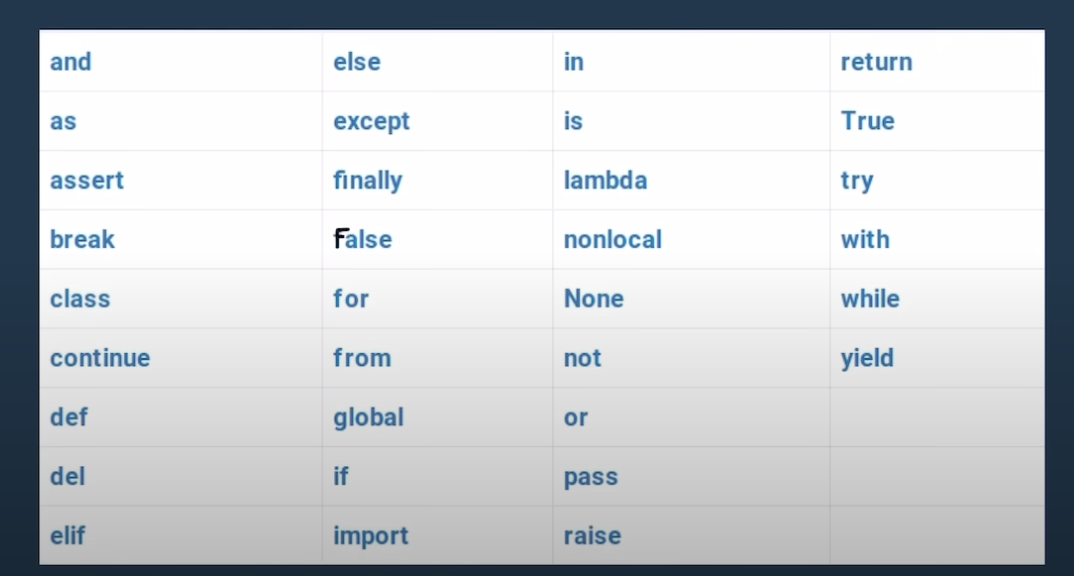 and else in return
as except is True
assert finally lambda try
break False nonlocal with
class for None while
continue from not yield
def global or
del if pass
elif import raise